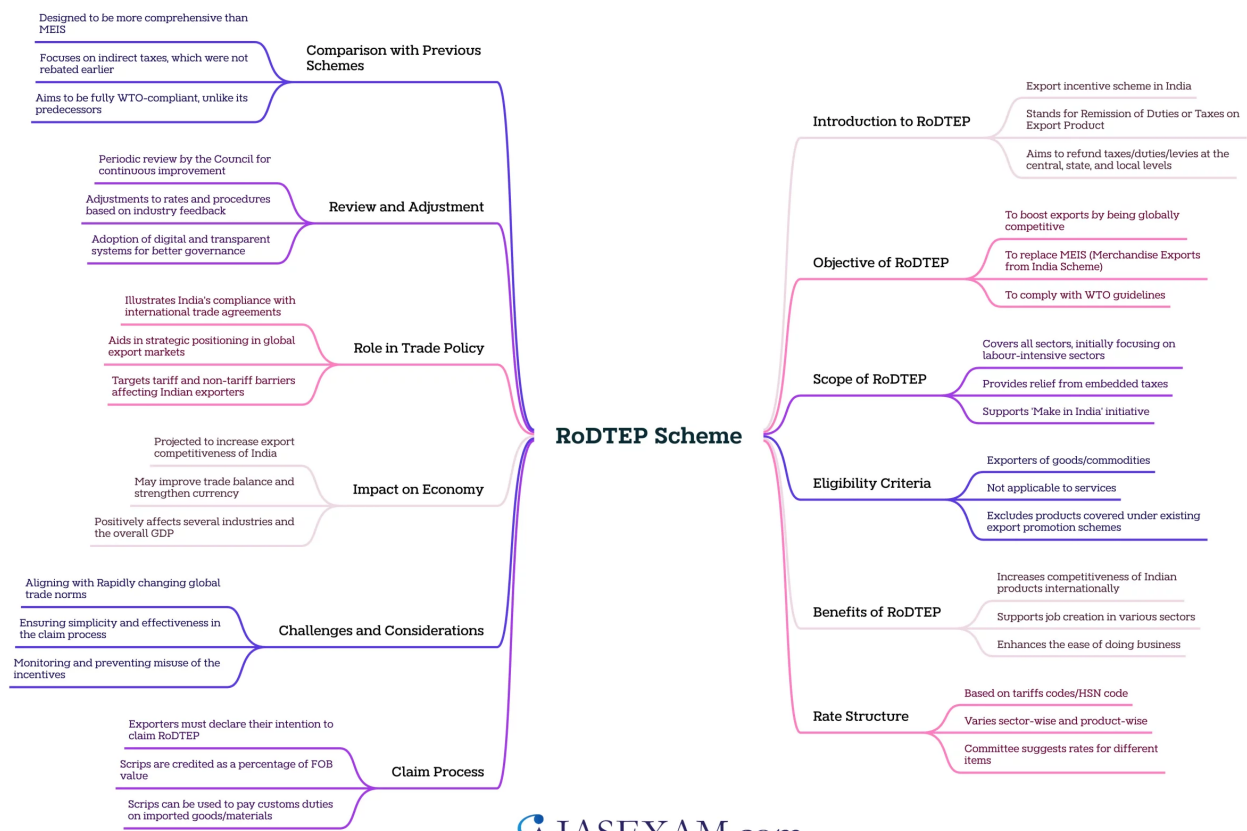 RoDTEP Scheme
Introduction to RoDTEP
Export incentive scheme in India
Stands for Remission of Duties or Taxes on
Export Product
Aims to refund taxes/duties/levies at the
central, state, and local levels
Objective of RoDTEP
To boost exports by being globally
competitive
To replace MEIS (Merchandise Exports
from India Scheme)
To comply with WTO guidelines
Scope of RoDTEP
Covers all sectors, initially focusing on
labour-intensive sectors
Provides relief from embedded taxes
Supports 'Make in India' initiative
Eligibility Criteria
Exporters of goods/commodities
Not applicable to services
Excludes products covered under existing
export promotion schemes
Benefits of RoDTEP
Increases competitiveness of Indian
products internationally
Supports job creation in various sectors
Enhances the ease of doing business
Rate Structure
Based on tariffs codes/HSN code
Varies sector-wise and product-wise
Committee suggests rates for different
items
Comparison with Previous
Schemes
Designed to be more comprehensive than
MEIS
Focuses on indirect taxes, which were not
rebated earlier
Aims to be fully WTO-compliant, unlike its
predecessors
Review and Adjustment
Periodic review by the Council for
continuous improvement
Adjustments to rates and procedures
based on industry feedback
Adoption of digital and transparent
systems for better governance
Role in Trade Policy
Illustrates India's compliance with
international trade agreements
Aids in strategic positioning in global
export markets
Targets tariff and non-tariff barriers
affecting Indian exporters
Impact on Economy
Projected to increase export
competitiveness of India
May improve trade balance and
strengthen currency
Positively affects several industries and
the overall GDP
Challenges and Considerations
Aligning with Rapidly changing global
trade norms
Ensuring simplicity and effectiveness in
the claim process
Monitoring and preventing misuse of the
incentives
Claim Process
Exporters must declare their intention to
claim RoDTEP
Scrips are credited as a percentage of FOB
value
Scrips can be used to pay customs duties
on imported goods/materials
IASEXAM.com